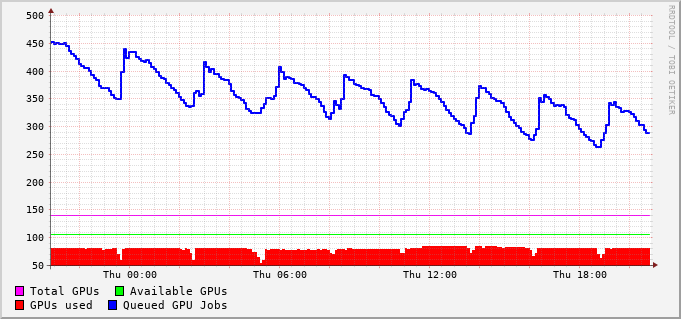 RRDTOOL / TOBI OETIKER
500
450
400
350
300
250
200
150
100
50
Thu 00:00 Thu 06:00 Thu 12:00 Thu 18:00
Total GPUs Available GPUs
GPUs used Queued GPU Jobs